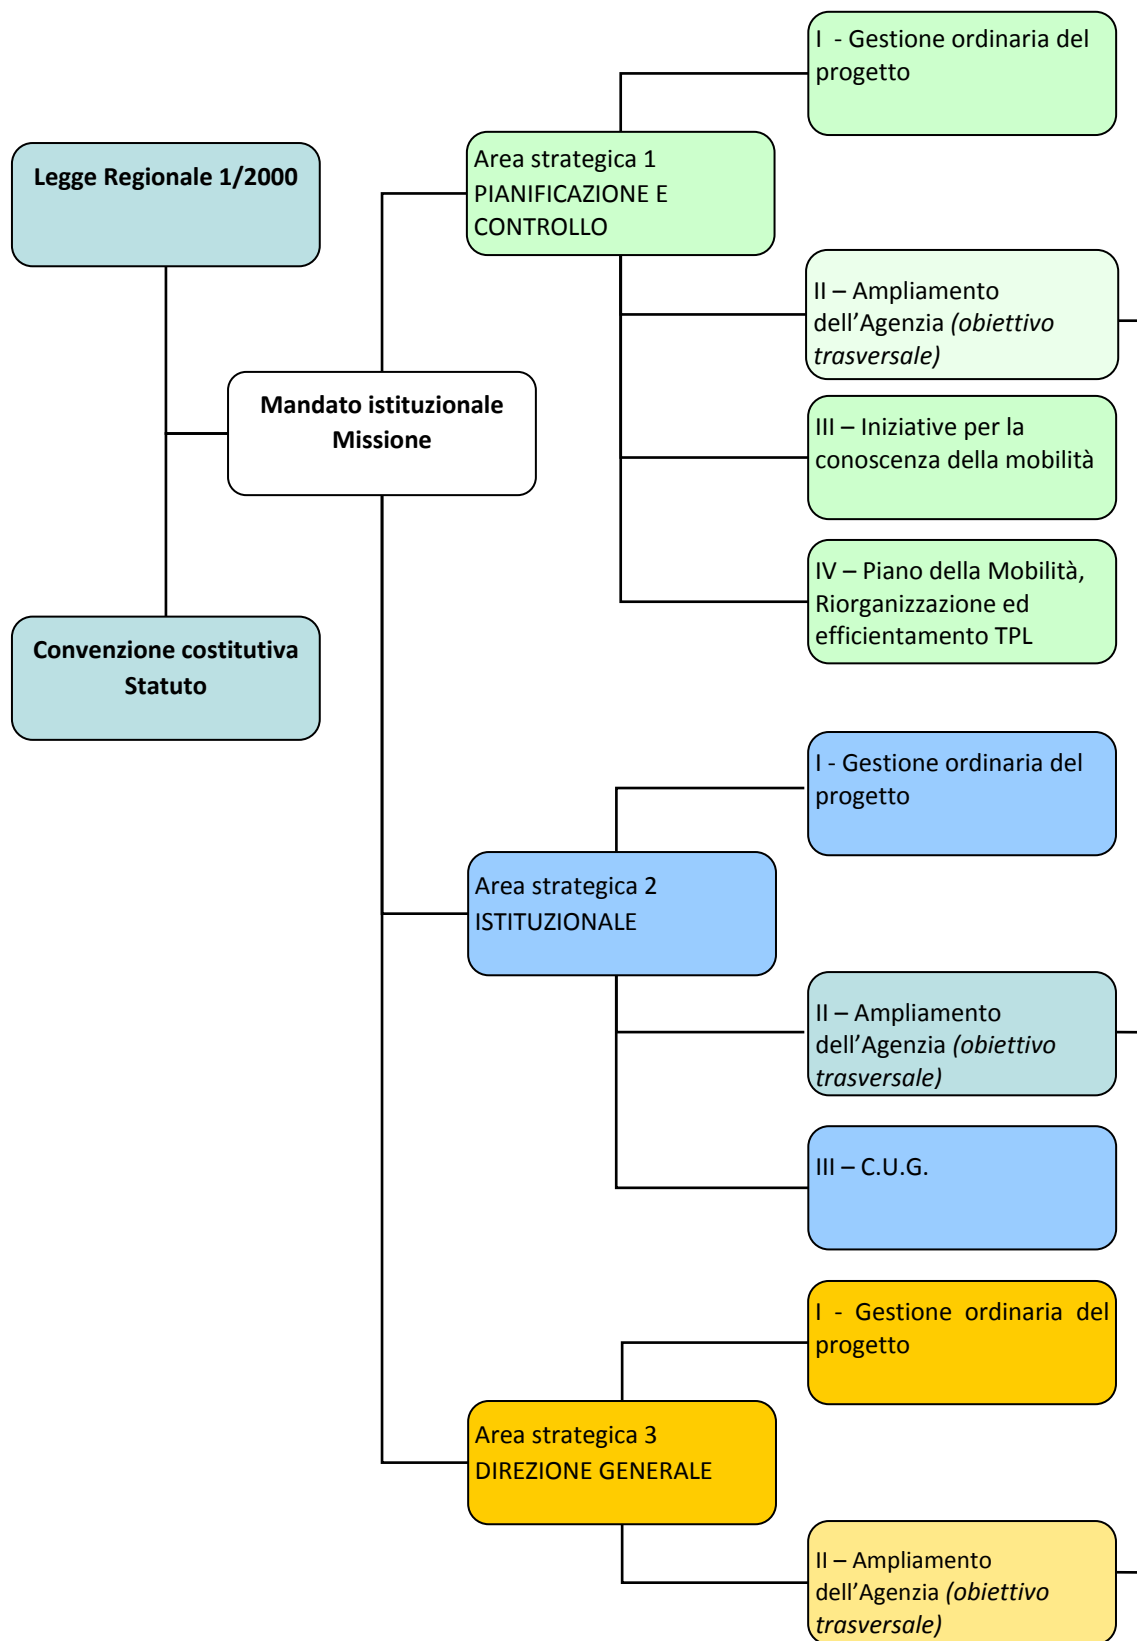 I - Gestione ordinaria del
progetto
Area strategica 1
PIANIFICAZIONE E
CONTROLLO
Legge Regionale 1/2000
II – Ampliamento
dell’Agenzia (obiettivo
trasversale)
Mandato istituzionale
Missione
III – Iniziative per la
conoscenza della mobilità
IV – Piano della Mobilità,
Riorganizzazione ed
efficientamento TPL
Convenzione costitutiva
Statuto
I - Gestione ordinaria del
progetto
Area strategica 2
ISTITUZIONALE
II – Ampliamento
dell’Agenzia (obiettivo
trasversale)
III – C.U.G.
I - Gestione ordinaria del
progetto
Area strategica 3
DIREZIONE GENERALE
II – Ampliamento
dell’Agenzia (obiettivo
trasversale)